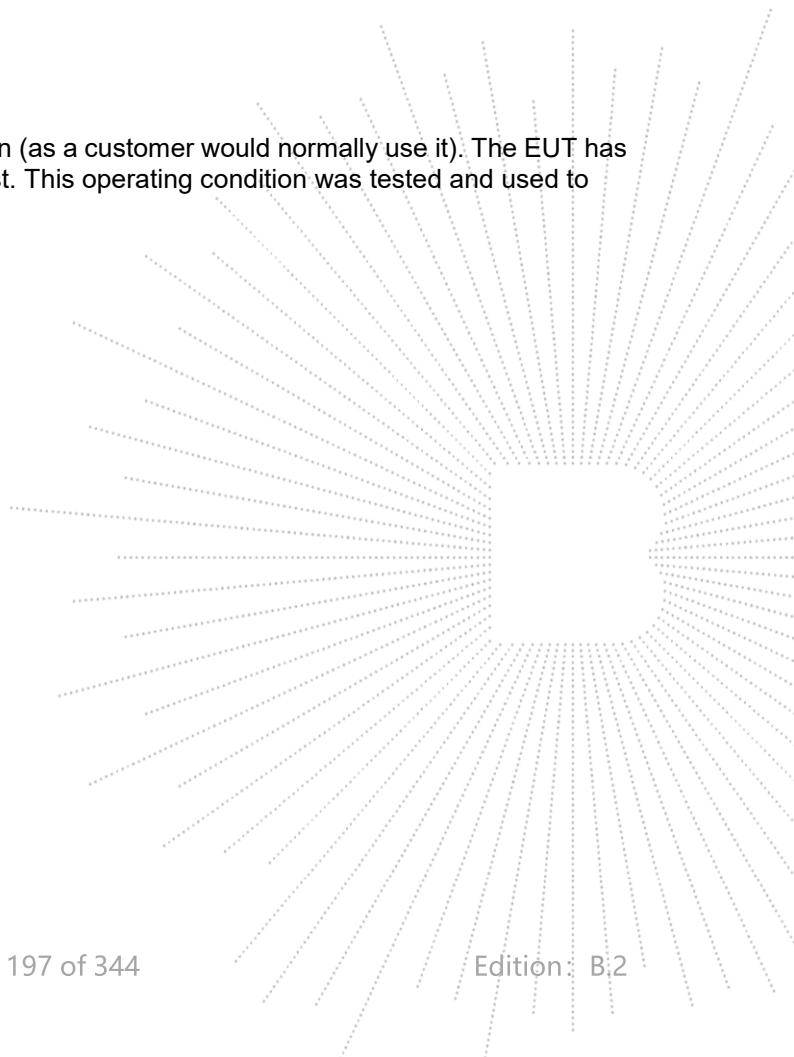 n (as a customer would normally use it). The EUT has
t. This operating condition was tested and used to
197 of 344 Edition：B.2